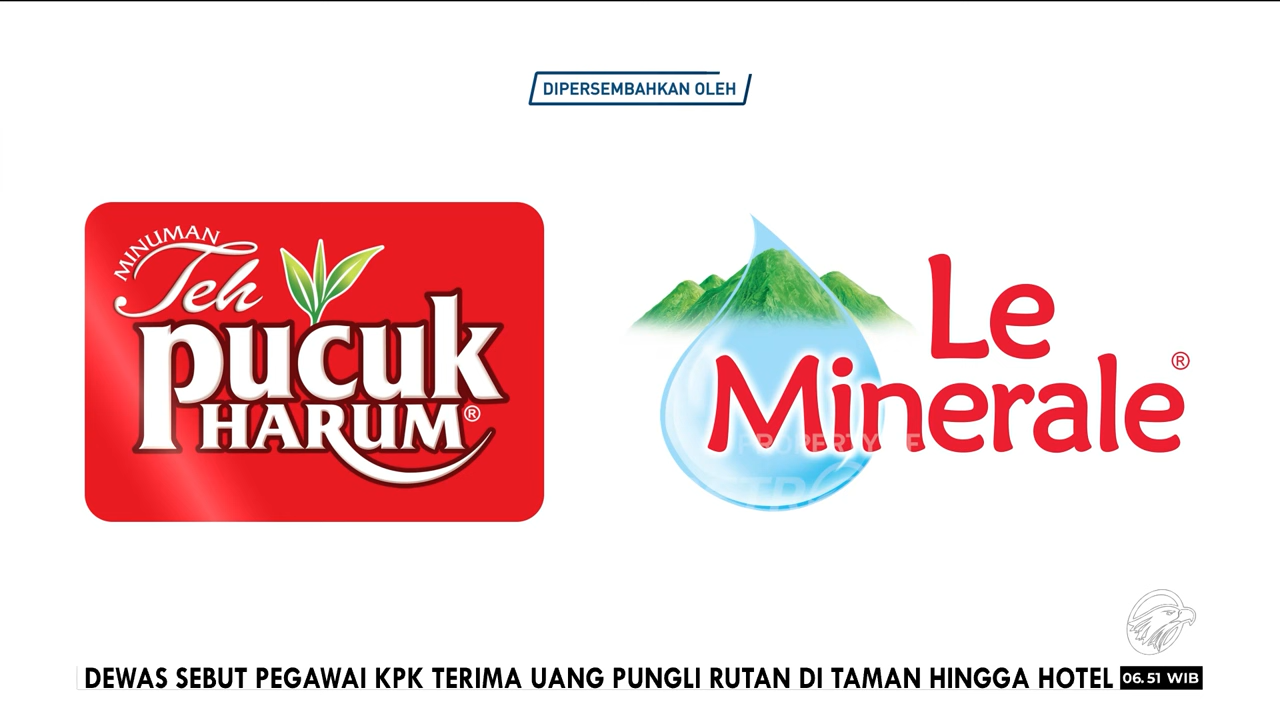 DIPERSEMBAHKAN OLEH
MINUMAN
Teh
pucuk
HARUM®
Le
Minerale®
PROPERTY
DEWAS SEBUT PEGAWAI KPK TERIMA UANG PUNGLI RUTAN DI TAMAN HINGGA HOTEL
06.51 WIB